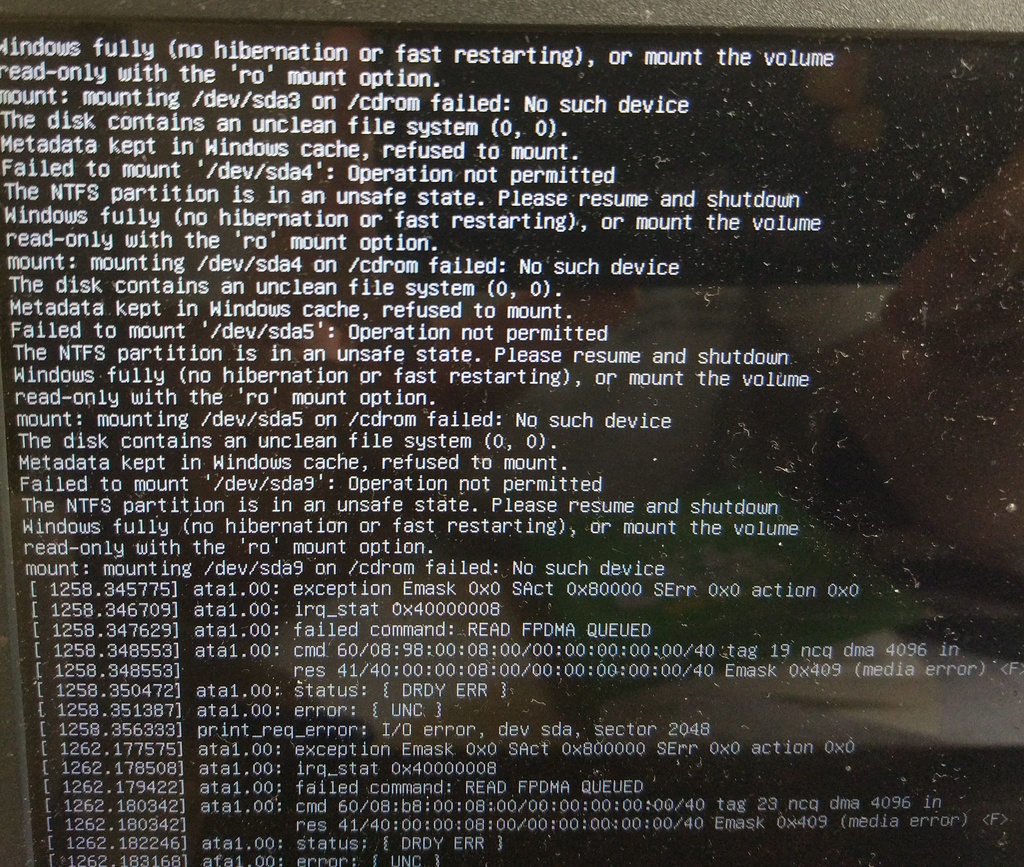 Windows fully (no hibernation or fast restarting), or mount the volume
read-only with the 'ro' mount option.
mount: mounting /dev/sda3 on /cdrom failed: No such device
The disk contains an unclean file system (0, 0).
Metadata kept in Windows cache, refused to mount.
Failed to mount '/dev/sda4': Operation not permitted
The NTFS partition is in an unsafe state. Please resume and shutdown
Windows fully (no hibernation or fast restarting), or mount the volume
read-only with the 'ro' mount option.
mount: mounting /dev/sda4 on /cdrom failed: No such device
The disk contains an unclean file system (0, 0).
Metadata kept in Windows cache, refused to mount.
Failed to mount '/dev/sda5': Operation not permitted
The NTFS partition is in an unsafe state. Please resume and shutdown
Windows fully (no hibernation or fast restarting), or mount the volume
read-only with the 'ro' mount option.
mount: mounting /dev/sda5 on /cdrom failed: No such device
The disk contains an unclean file system (0, 0).
Metadata kept in Windows cache, refused to mount.
Failed to mount '/dev/sda9': Operation not permitted
The NTFS partition is in an unsafe state. Please resume and shutdown
Windows fully (no hibernation or fast restarting), or mount the volume
read-only with the 'ro' mount option.
mount: mounting /dev/sda9 on /cdrom failed: No such device
[ 1258.345775] ata1.00: exception Emask 0x0 SAct 0x80000 SErr 0x0 action 0x0
[ 1258.346709] ata1.00: irq_stat 0x40000008
[ 1258.347629] ata1.00: failed command: READ FPDMA QUEUED
[ 1258.348553] ata1.00: cmd 60/08:98:00:08:00/00:00:00:00:00/40 tag 19 ncq dma 4096 in
[ 1258.348553] res 41/40:00:00:08:00/00:00:00:00:00/40 Emask 0x409 (media error) <F>
[ 1258.350472] ata1.00: status: { DRDY ERR }
[ 1258.351387] ata1.00: error: { UNC }
[ 1258.356333] print_req_error: I/O error, dev sda, sector 2048
[ 1262.177575] ata1.00: exception Emask 0x0 SAct 0x800000 SErr 0x0 action 0x0
[ 1262.178508] ata1.00: irq_stat 0x40000008
[ 1262.179422] ata1.00: failed command: READ FPDMA QUEUED
[ 1262.180342] ata1.00: cmd 60/08:b8:00:08:00/00:00:00:00:00/40 tag 23 ncq dma 4096 in
[ 1262.180342] res 41/40:00:00:08:00/00:00:00:00:00/40 Emask 0x409 (media error) <F>
[ 1262.182246] ata1.00: status: { DRDY ERR }
[ 1262.183168] ata1.00: error: { UNC }